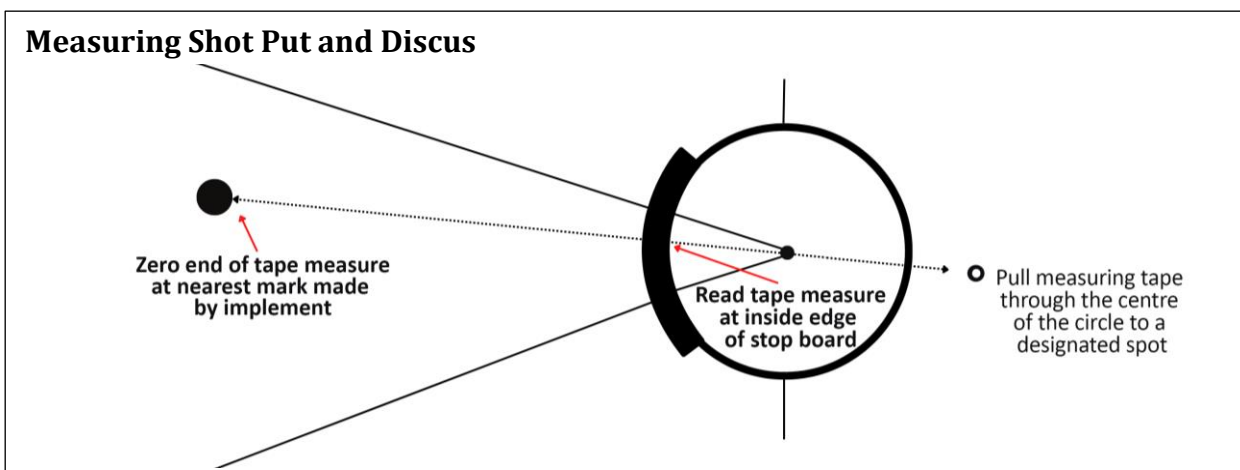 Measuring Shot Put and Discus
Zero end of tape measure
at nearest mark made
by implement
Read tape measure
at inside edge
of stop board
Pull measuring tape
through the centre
of the circle to a
designated spot